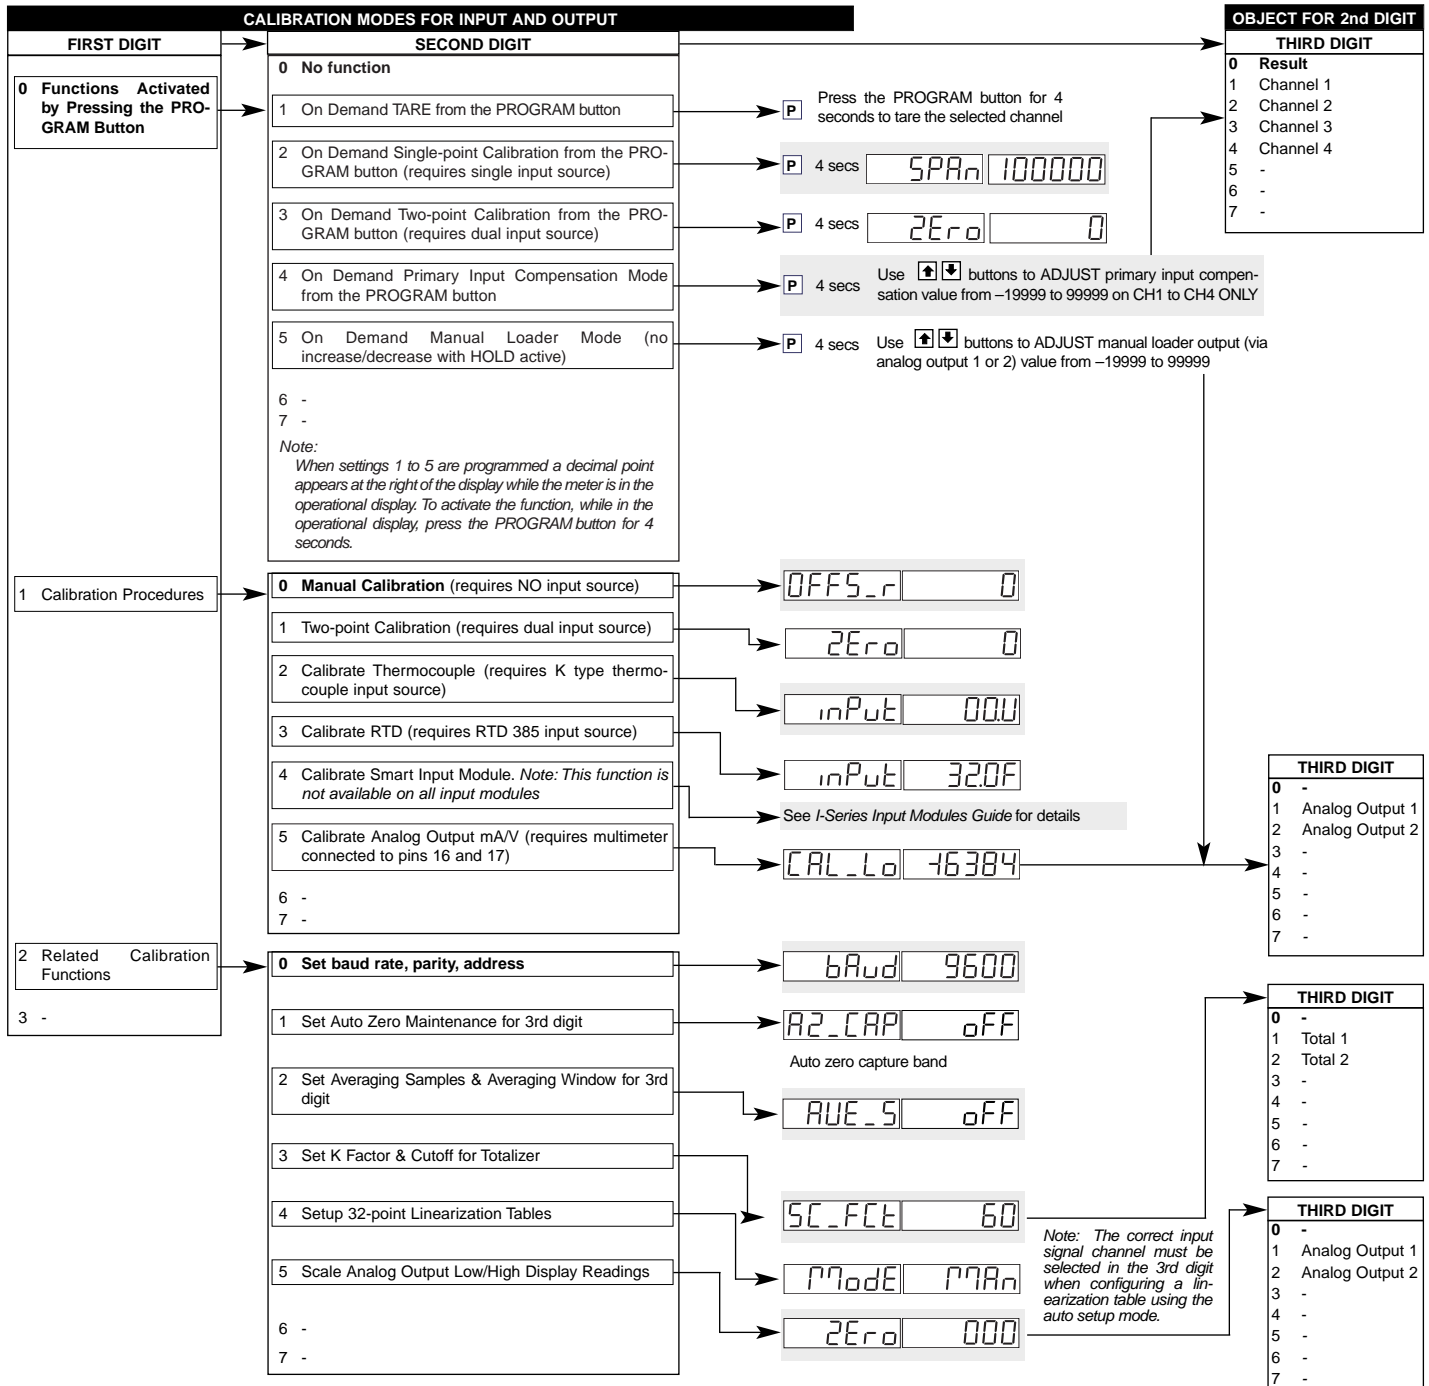 CALIBRATION MODES FOR INPUT AND OUTPUT
OBJECT FOR 2nd DIGIT
FIRST DIGIT
SECOND DIGIT
THIRD DIGIT
0 Result
1 Channel 1
2 Channel 2
3 Channel 3
4 Channel 4
5 -
6 -
7 -
0 Functions Activated
by Pressing the PRO-
GRAM Button
0 No function
1 On Demand TARE from the PROGRAM button
P Press the PROGRAM button for 4
seconds to tare the selected channel
2 On Demand Single-point Calibration from the PRO-
GRAM button (requires single input source)
P 4 secs SPAn 100000
3 On Demand Two-point Calibration from the PRO-
GRAM button (requires dual input source)
P 4 secs ZEro 0
4 On Demand Primary Input Compensation Mode
from the PROGRAM button
P 4 secs Use buttons to ADJUST primary input compen-
sation value from –19999 to 99999 on CH1 to CH4 ONLY
5 On Demand Manual Loader Mode (no
increase/decrease with HOLD active)
P 4 secs Use buttons to ADJUST manual loader output (via
analog output 1 or 2) value from –19999 to 99999
6 -
7 -
Note:
When settings 1 to 5 are programmed a decimal point
appears at the right of the display while the meter is in the
operational display. To activate the function, while in the
operational display, press the PROGRAM button for 4
seconds.
1 Calibration Procedures
0 Manual Calibration (requires NO input source)
OFFS_r 0
1 Two-point Calibration (requires dual input source)
ZEro 0
2 Calibrate Thermocouple (requires K type thermo-
couple input source)
inPut 00.U
3 Calibrate RTD (requires RTD 385 input source)
inPut 32.0F
4 Calibrate Smart Input Module. Note: This function is
not available on all input modules
See I-Series Input Modules Guide for details
5 Calibrate Analog Output mA/V (requires multimeter
connected to pins 16 and 17)
CAL_Lo -16384
6 -
7 -
THIRD DIGIT
0 -
1 Analog Output 1
2 Analog Output 2
3 -
4 -
5 -
6 -
7 -
2 Related Calibration
Functions
3 -
0 Set baud rate, parity, address
bAud 9600
1 Set Auto Zero Maintenance for 3rd digit
AZ_CAP oFF
Auto zero capture band
2 Set Averaging Samples & Averaging Window for 3rd
digit
AUE_S oFF
3 Set K Factor & Cutoff for Totalizer
SC_FCt 60
4 Setup 32-point Linearization Tables
ModE MAn
5 Scale Analog Output Low/High Display Readings
ZEro 000
6 -
7 -
Note: The correct input
signal channel must be
selected in the 3rd digit
when configuring a lin-
earization table using the
auto setup mode.
THIRD DIGIT
0 -
1 Total 1
2 Total 2
3 -
4 -
5 -
6 -
7 -
THIRD DIGIT
0 -
1 Analog Output 1
2 Analog Output 2
3 -
4 -
5 -
6 -
7 -